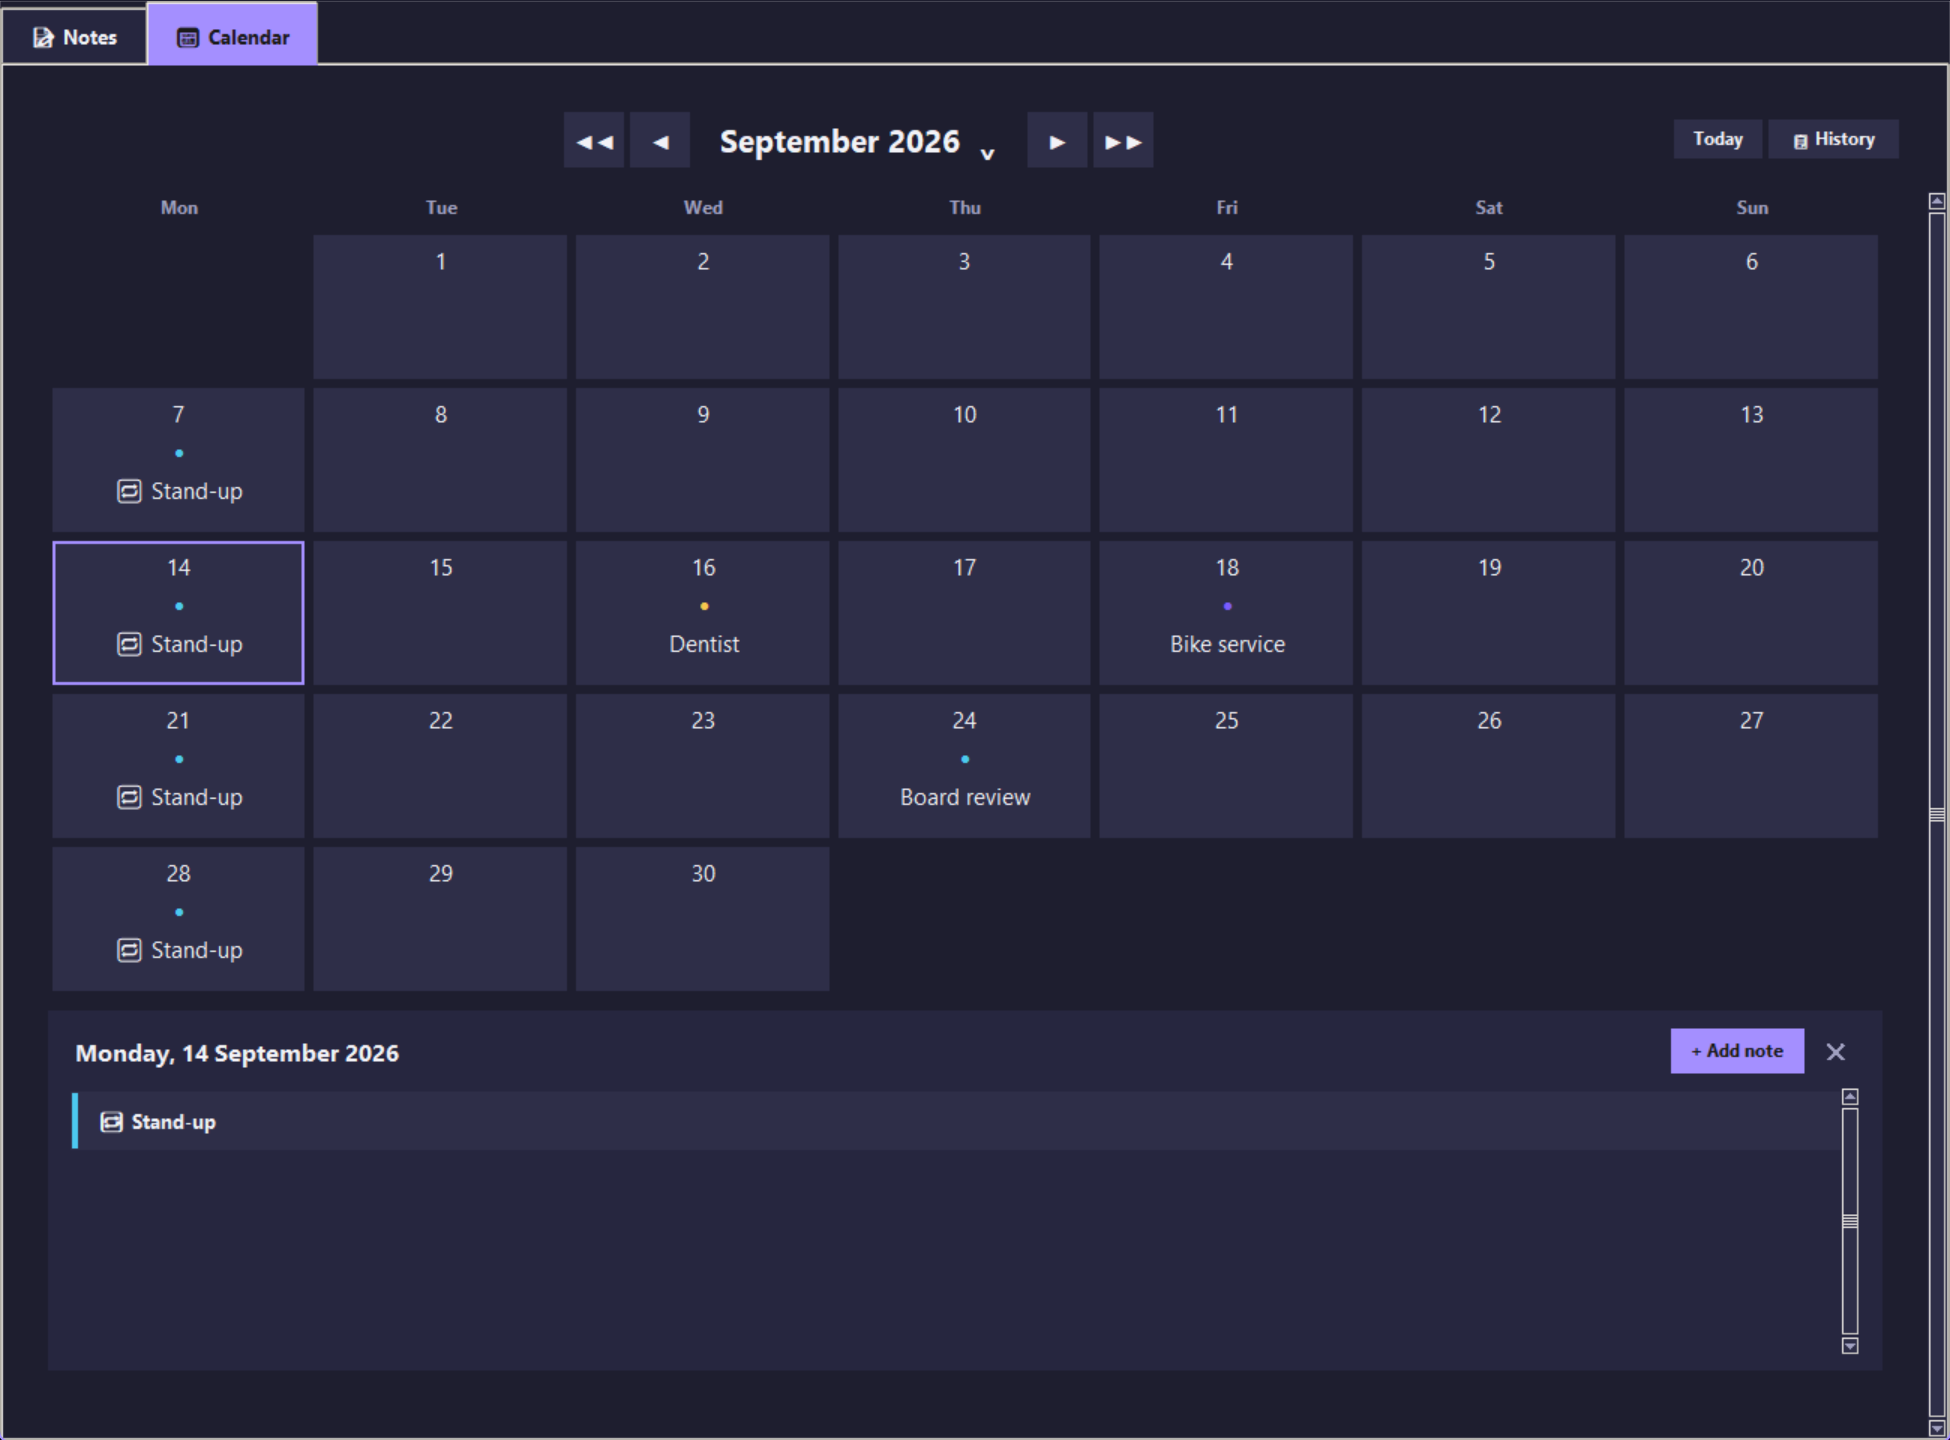 Notes Calendar
◄◄ ◄ September 2026 v ► ►► Today History
Mon Tue Wed Thu Fri Sat Sun
1 2 3 4 5 6
7 8 9 10 11 12 13
Stand-up
14 15 16 17 18 19 20
Stand-up Dentist Bike service
21 22 23 24 25 26 27
Stand-up Board review
28 29 30
Stand-up
Monday, 14 September 2026 + Add note ✕
Stand-up